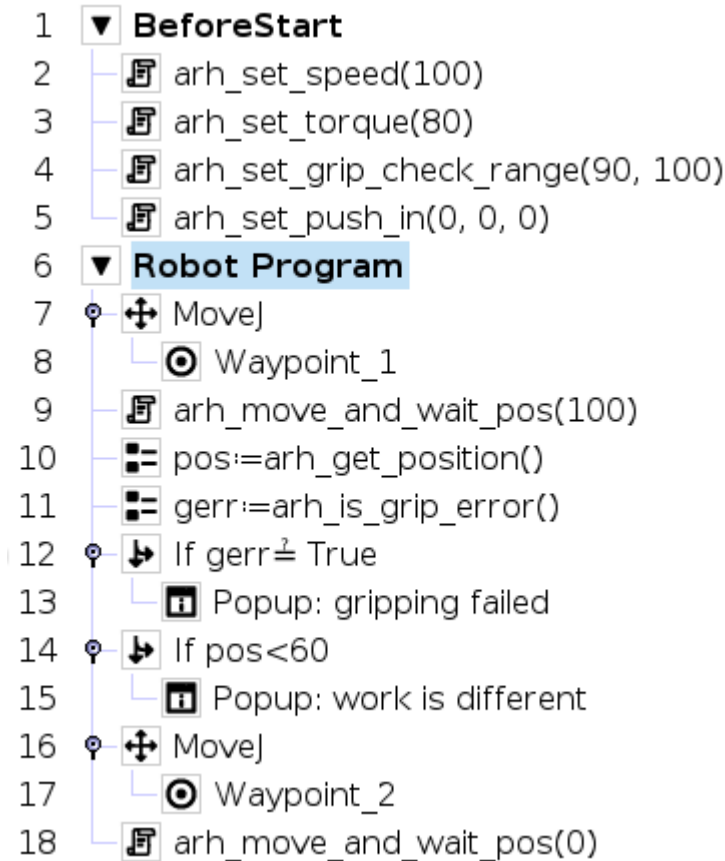 1 ▼ BeforeStart
2 arh_set_speed(100)
3 arh_set_torque(80)
4 arh_set_grip_check_range(90, 100)
5 arh_set_push_in(0, 0, 0)
6 ▼ Robot Program
7 MoveJ
8 Waypoint_1
9 arh_move_and_wait_pos(100)
10 pos:=arh_get_position()
11 gerr:=arh_is_grip_error()
12 If gerr≟ True
13 Popup: gripping failed
14 If pos<60
15 Popup: work is different
16 MoveJ
17 Waypoint_2
18 arh_move_and_wait_pos(0)